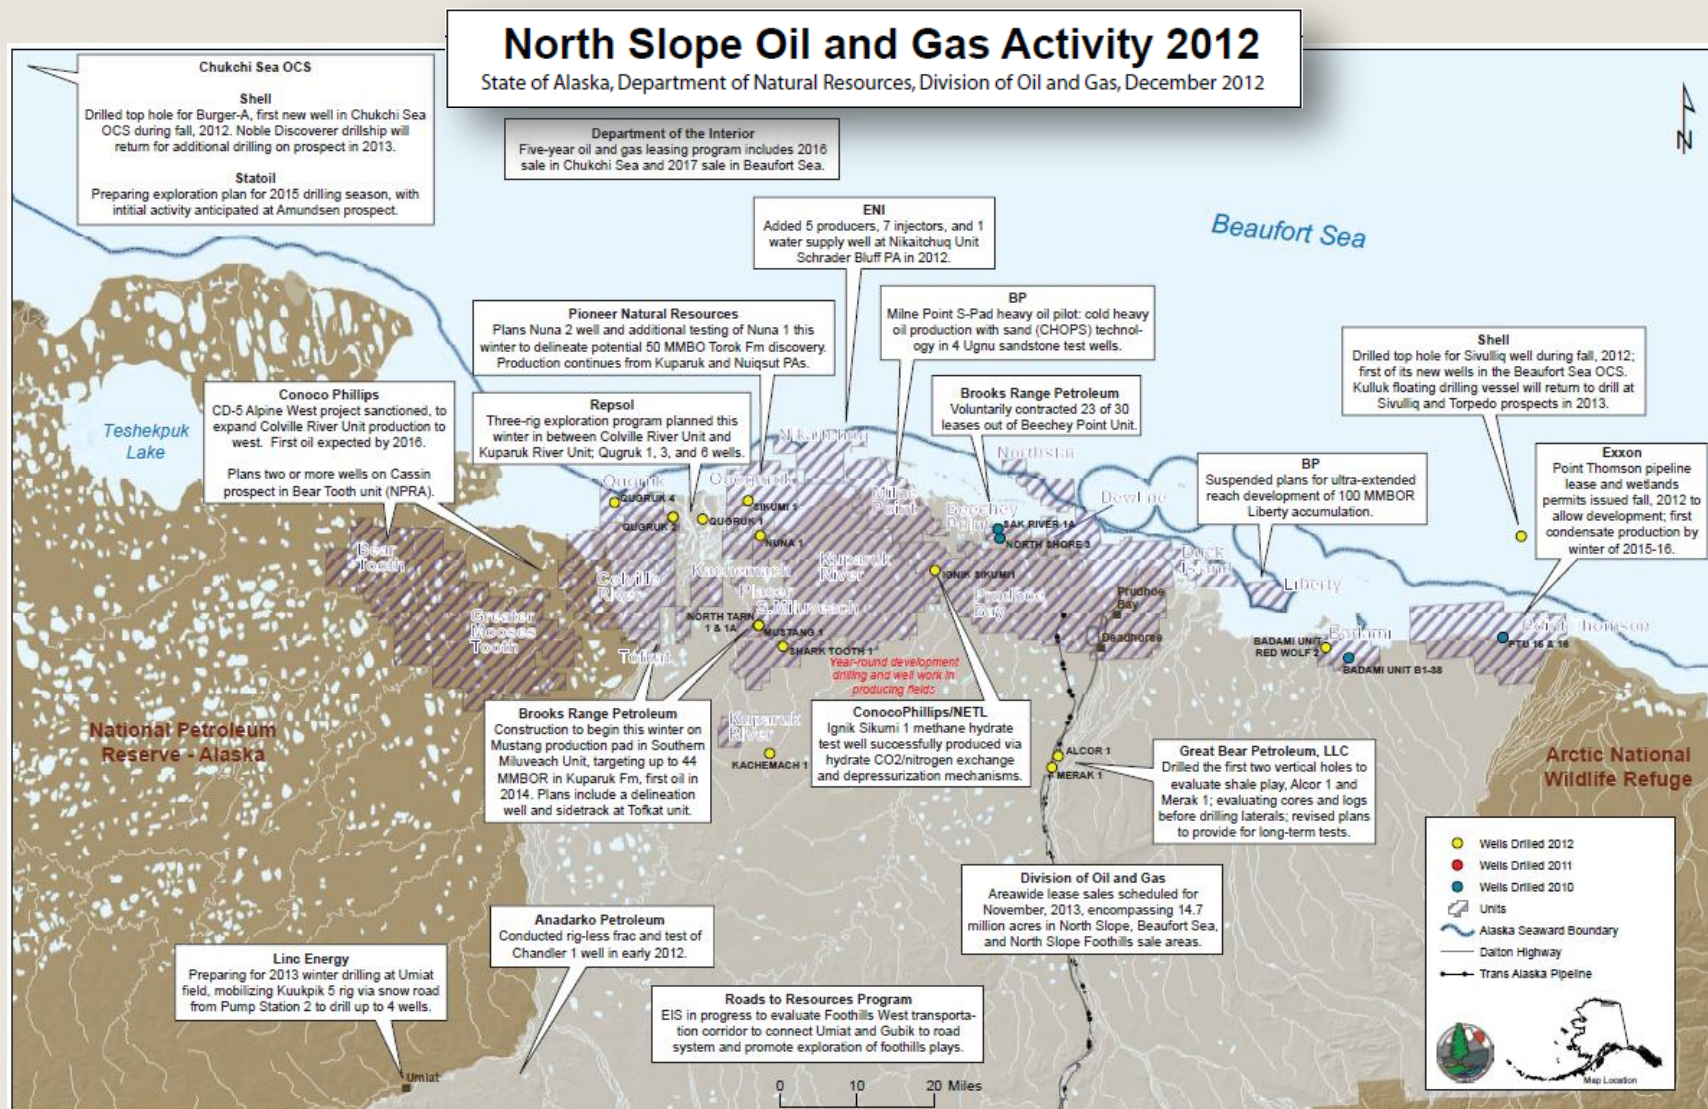 North Slope Oil and Gas Activity 2012
State of Alaska, Department of Natural Resources, Division of Oil and Gas, December 2012
Chukchi Sea OCS
Shell
Drilled top hole for Burger-A, first new well in Chukchi Sea
OCS during fall, 2012. Noble Discoverer drillship will
return for additional drilling on prospect in 2013.
Statoil
Preparing exploration plan for 2015 drilling season, with
intitial activity anticipated at Amundsen prospect.
Department of the Interior
Five-year oil and gas leasing program includes 2016
sale in Chukchi Sea and 2017 sale in Beaufort Sea.
N
ENI
Added 5 producers, 7 injectors, and 1
water supply well at Nikaitchuq Unit
Schrader Bluff PA in 2012.
Beaufort Sea
Pioneer Natural Resources
Plans Nuna 2 well and additional testing of Nuna 1 this
winter to delineate potential 50 MMBO Torok Fm discovery.
Production continues from Kuparuk and Nuiqsut PAs.
BP
Milne Point S-Pad heavy oil pilot: cold heavy
oil production with sand (CHOPS) technol-
ogy in 4 Ugnu sandstone test wells.
Shell
Drilled top hole for Sivulliq well during fall, 2012;
first of its new wells in the Beaufort Sea OCS.
Kulluk floating drilling vessel will return to drill at
Sivulliq and Torpedo prospects in 2013.
Conoco Phillips
CD-5 Alpine West project sanctioned, to
expand Colville River Unit production to
west. First oil expected by 2016.
Plans two or more wells on Cassin
prospect in Bear Tooth unit (NPRA).
Repsol
Three-rig exploration program planned this
winter in between Colville River Unit and
Kuparuk River Unit; Qugruk 1, 3, and 6 wells.
Brooks Range Petroleum
Voluntarily contracted 23 of 30
leases out of Beechey Point Unit.
BP
Suspended plans for ultra-extended
reach development of 100 MMBOR
Liberty accumulation.
Exxon
Point Thomson pipeline
lease and wetlands
permits issued fall, 2012 to
allow development; first
condensate production by
winter of 2015-16.
Teshekpuk
Lake
Nikaitchuq
Northstar
Qugruk
Oooguruk
Milne
Point
Beechey
Point
Dewline
QUGRUK 4
QUGRUK 2
QUGRUK 1
SIKUMI 1
NUNA 1
SAK RIVER 1A
NORTH SHORE 3
Bear
Tooth
Colville
River
Kachemach
Placer
Kuparuk
River
IGNIK SIKUMI1
Prudhoe
Bay
Duck
Island
Liberty
Prudhoe
Bay
Deadhorse
Greater
Mooses
Tooth
S.Miluveach
NORTH TARN
1 & 1A
MUSTANG 1
SHARK TOOTH 1
Tofkat
Badami
BADAMI UNIT
RED WOLF 2
BADAMI UNIT B1-38
Point Thomson
PTU 15 & 16
Year-round development
drilling and well work in
producing fields
National Petroleum
Reserve - Alaska
Brooks Range Petroleum
Construction to begin this winter on
Mustang production pad in Southern
Miluveach Unit, targeting up to 44
MMBOR in Kuparuk Fm, first oil in
2014. Plans include a delineation
well and sidetrack at Tofkat unit.
Kuparuk
River
KACHEMACH 1
ConocoPhillips/NETL
Ignik Sikumi 1 methane hydrate
test well successfully produced via
hydrate CO2/nitrogen exchange
and depressurization mechanisms.
ALCOR 1
MERAK 1
Great Bear Petroleum, LLC
Drilled the first two vertical holes to
evaluate shale play, Alcor 1 and
Merak 1; evaluating cores and logs
before drilling laterals; revised plans
to provide for long-term tests.
Arctic National
Wildlife Refuge
Division of Oil and Gas
Areawide lease sales scheduled for
November, 2013, encompassing 14.7
million acres in North Slope, Beaufort Sea,
and North Slope Foothills sale areas.
Wells Drilled 2012
Wells Drilled 2011
Wells Drilled 2010
Units
Alaska Seaward Boundary
Dalton Highway
Trans Alaska Pipeline
Map Location
Anadarko Petroleum
Conducted rig-less frac and test of
Chandler 1 well in early 2012.
Linc Energy
Preparing for 2013 winter drilling at Umiat
field, mobilizing Kuukpik 5 rig via snow road
from Pump Station 2 to drill up to 4 wells.
Roads to Resources Program
EIS in progress to evaluate Foothills West transporta-
tion corridor to connect Umiat and Gubik to road
system and promote exploration of foothills plays.
Umiat
0 10 20 Miles